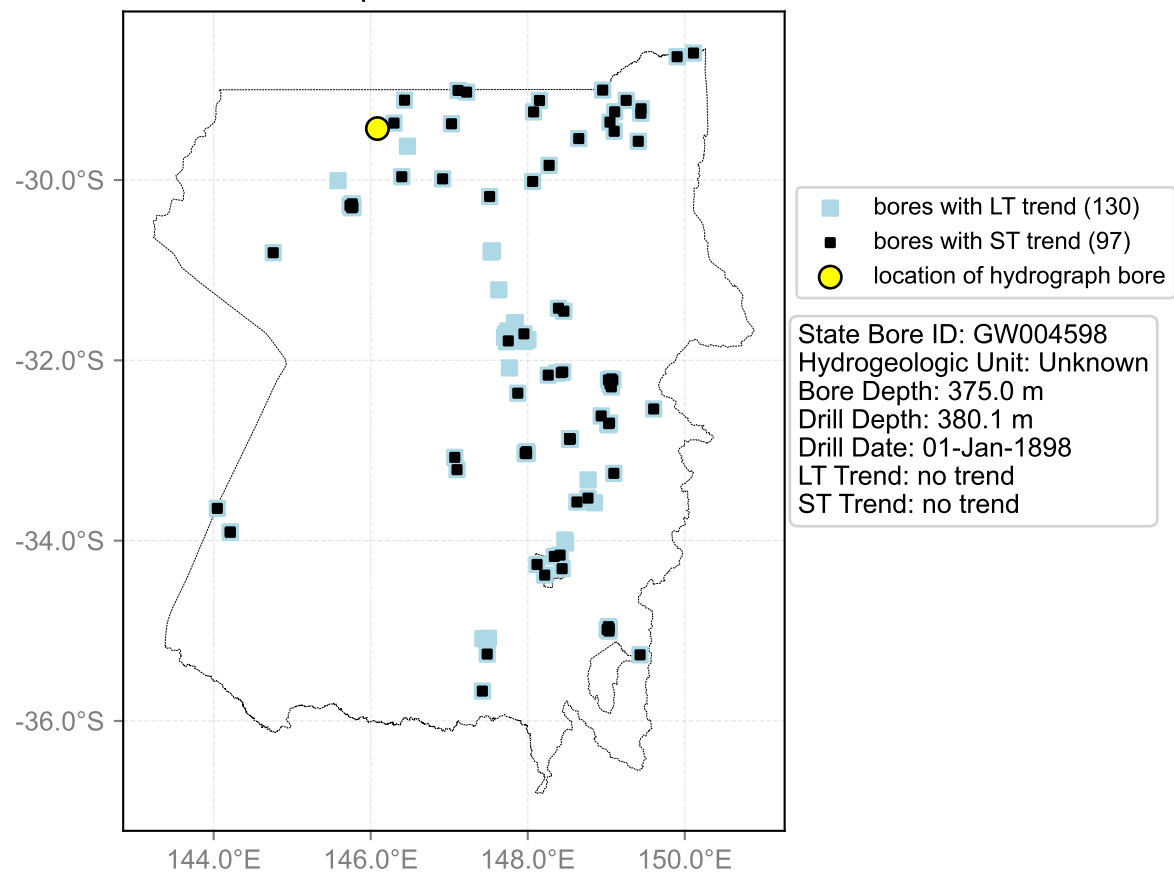 -30.0°S
-32.0°S
-34.0°S
-36.0°S
144.0°E
146.0°E
148.0°E
150.0°E
bores with LT trend (130)
bores with ST trend (97)
location of hydrograph bore
State Bore ID: GW004598
Hydrogeologic Unit: Unknown
Bore Depth: 375.0 m
Drill Depth: 380.1 m
Drill Date: 01-Jan-1898
LT Trend: no trend
ST Trend: no trend